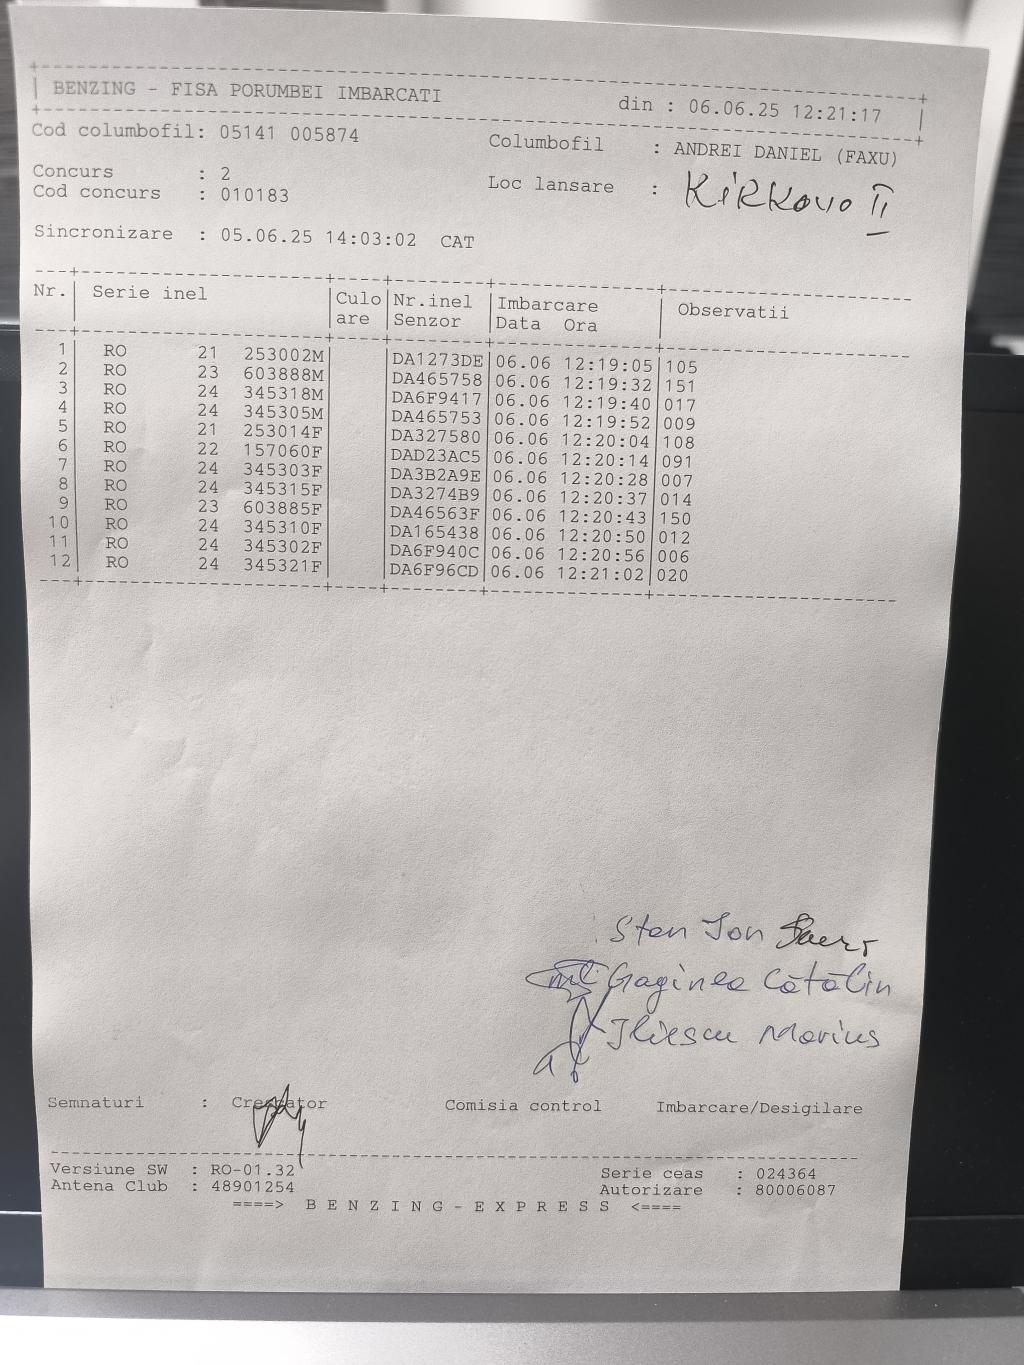 BENZING - FISA PORUMBEI IMBARCATI din : 06.06.25 12:21:17
Cod columbofil: 05141 005874 Columbofil : ANDREI DANIEL (FAXU)
Concurs : 2 Loc lansare : Kirkovo II
Cod concurs : 010183
Sincronizare : 05.06.25 14:03:02 CAT
Nr. Serie inel Culo Nr.inel Imbarcare Observatii
are Senzor Data Ora
1 RO 21 253002M DA1273DE 06.06 12:19:05 105
2 RO 23 603888M DA465758 06.06 12:19:32 151
3 RO 24 345318M DA6F9417 06.06 12:19:40 017
4 RO 24 345305M DA465753 06.06 12:19:52 009
5 RO 21 253014F DA327580 06.06 12:20:04 108
6 RO 22 157060F DAD23AC5 06.06 12:20:14 091
7 RO 24 345303F DA3B2A9E 06.06 12:20:28 007
8 RO 24 345315F DA3274B9 06.06 12:20:37 014
9 RO 23 603885F DA46563F 06.06 12:20:43 150
10 RO 24 345310F DA165438 06.06 12:20:50 012
11 RO 24 345302F DA6F940C 06.06 12:20:56 006
12 RO 24 345321F DA6F96CD 06.06 12:21:02 020
Stan Ion
Gaginea Cătălin
Iliescu Marius
Semnaturi : Crescator Comisia control Imbarcare/Desigilare
Versiune SW : RO-01.32 Serie ceas : 024364
Antena Club : 48901254 Autorizare : 80006087
====> B E N Z I N G - E X P R E S S <====